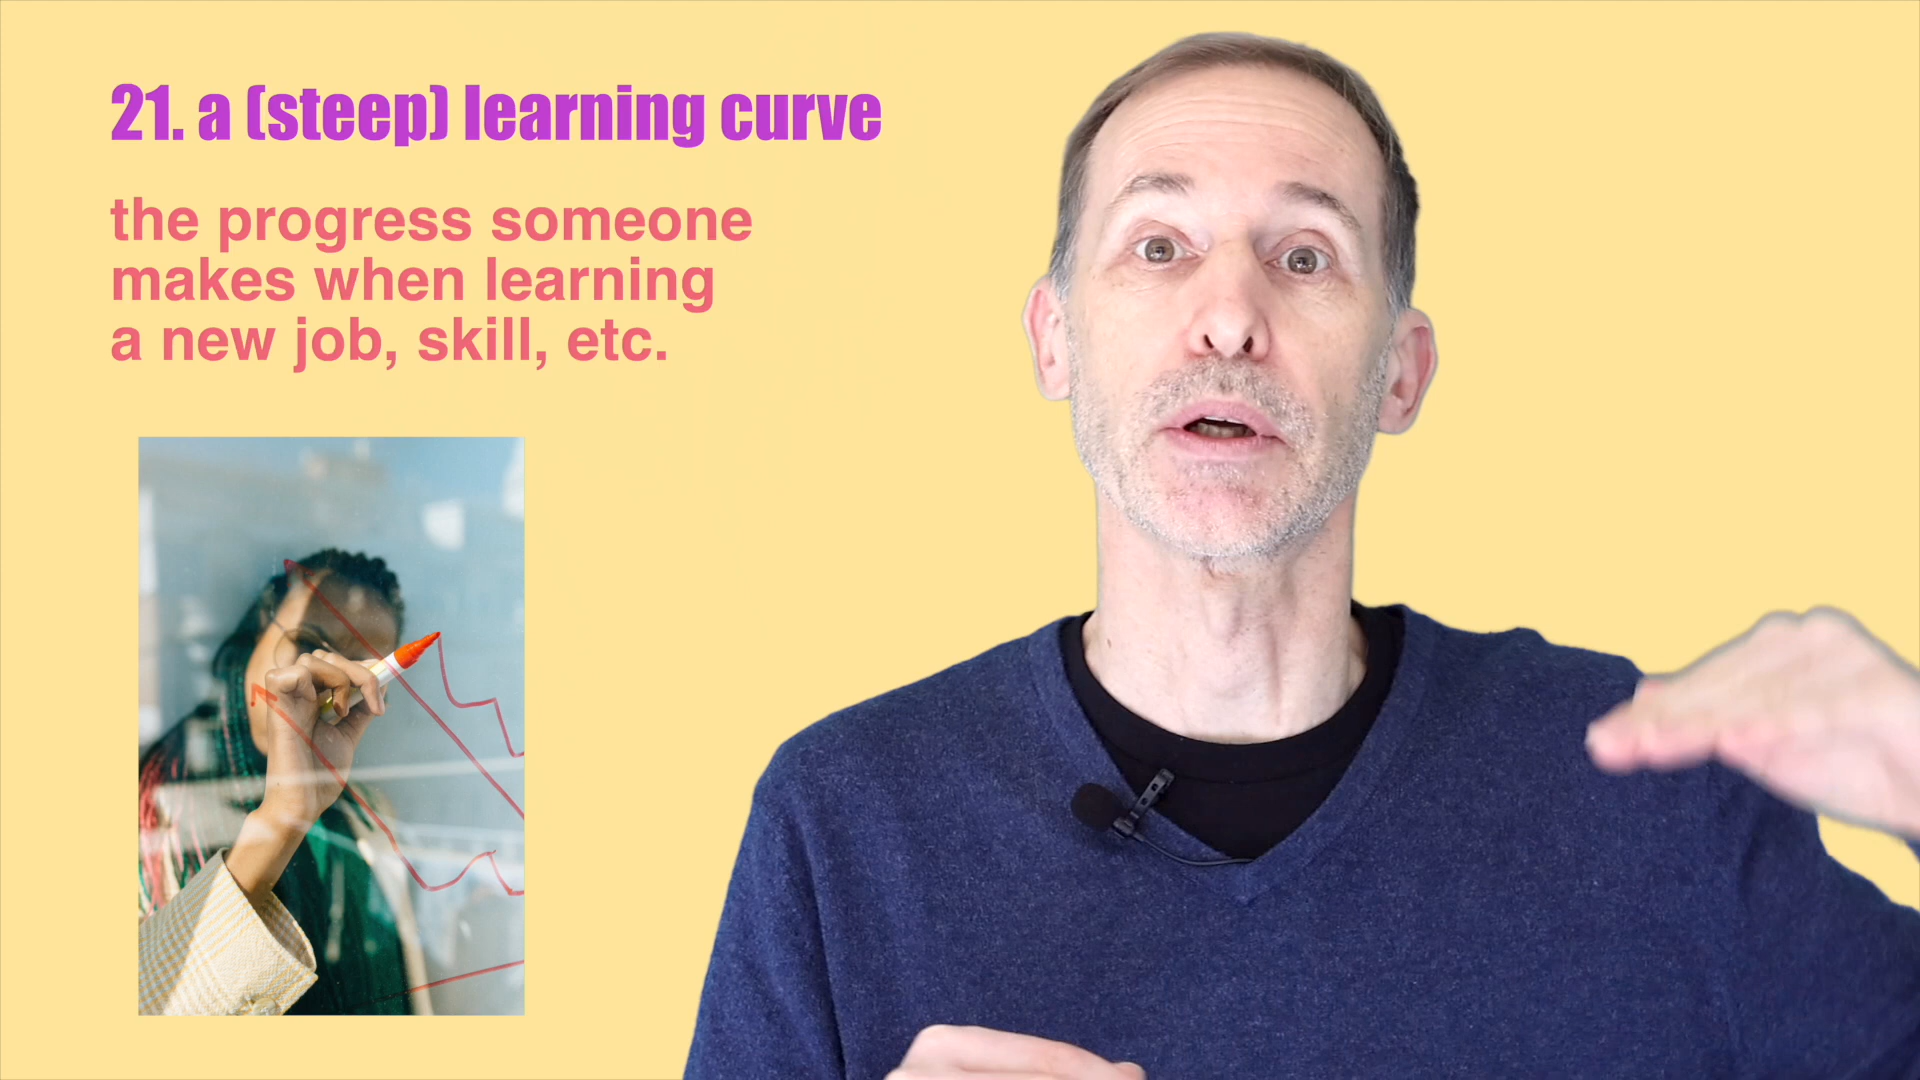 21. a (steep) learning curve
the progress someone
makes when learning
a new job, skill, etc.